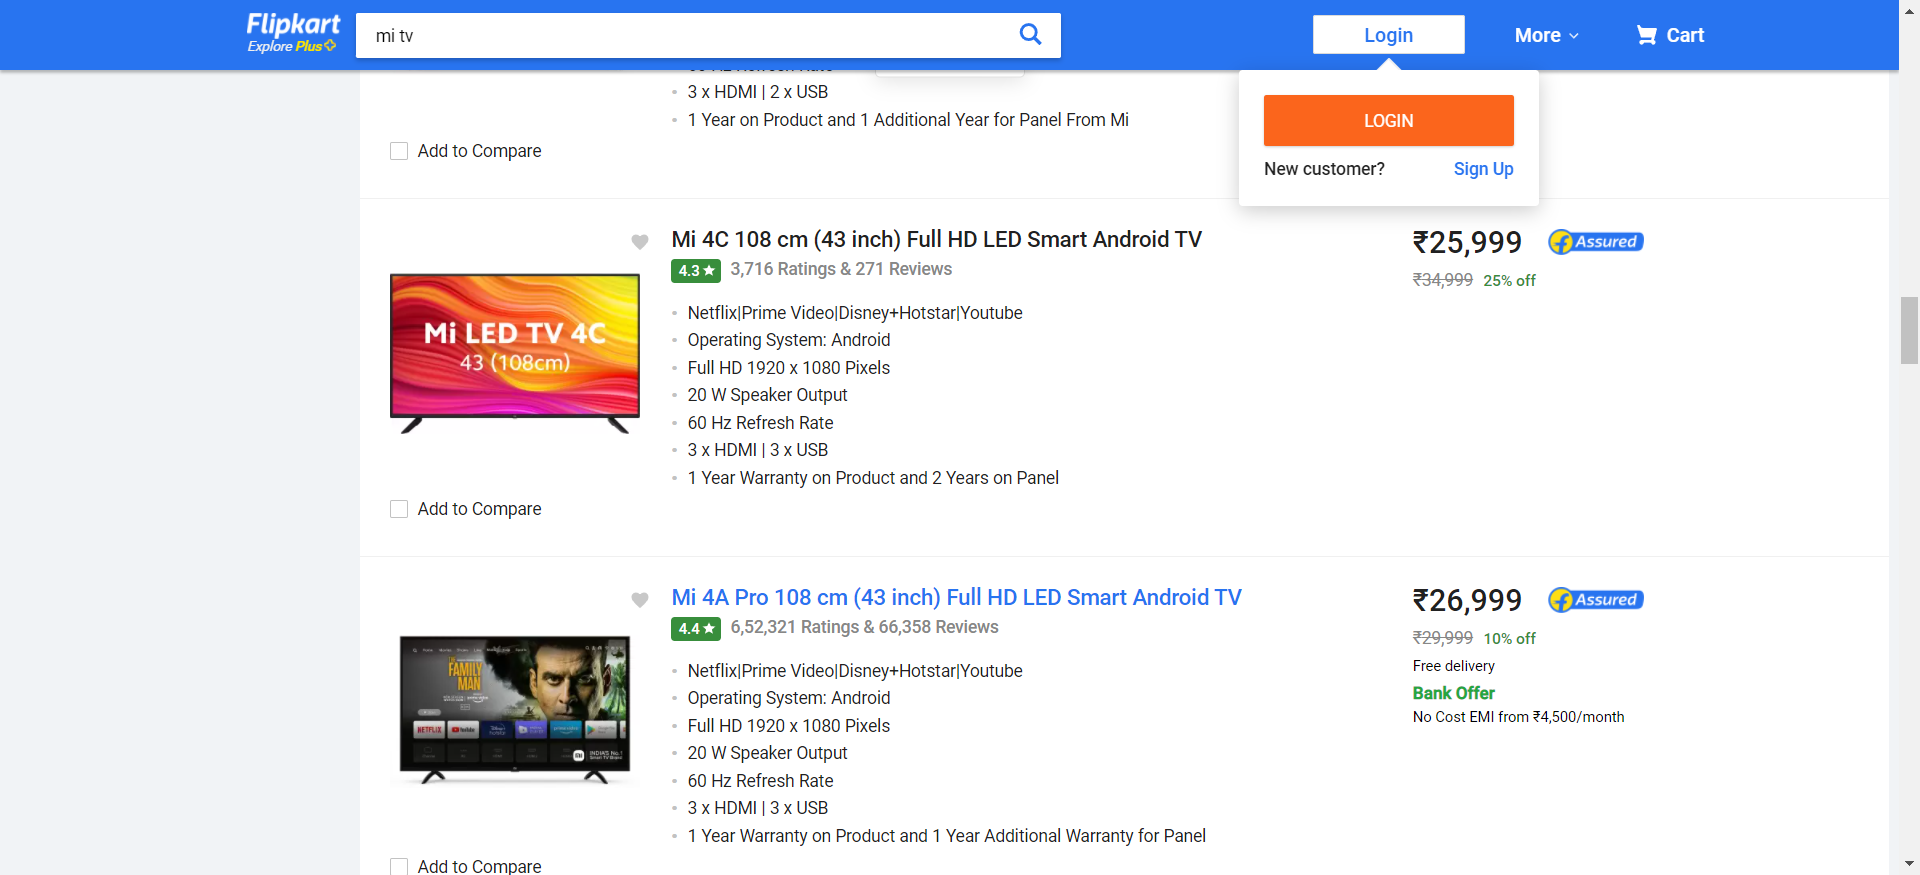 Flipkart
Explore Plus
mi tv
Login
More
Cart
3 x HDMI | 2 x USB
1 Year on Product and 1 Additional Year for Panel From Mi
Add to Compare
LOGIN
New customer? Sign Up
Mi 4C 108 cm (43 inch) Full HD LED Smart Android TV
4.3★ 3,716 Ratings & 271 Reviews
Mi LED TV 4C
43 (108cm)
Netflix|Prime Video|Disney+Hotstar|Youtube
Operating System: Android
Full HD 1920 x 1080 Pixels
20 W Speaker Output
60 Hz Refresh Rate
3 x HDMI | 3 x USB
1 Year Warranty on Product and 2 Years on Panel
₹25,999 Assured
₹34,999 25% off
Add to Compare
Mi 4A Pro 108 cm (43 inch) Full HD LED Smart Android TV
4.4★ 6,52,321 Ratings & 66,358 Reviews
THE
FAMILY
MAN
NETFLIX
YouTube
INDIA'S No.1
Smart TV Brand
Netflix|Prime Video|Disney+Hotstar|Youtube
Operating System: Android
Full HD 1920 x 1080 Pixels
20 W Speaker Output
60 Hz Refresh Rate
3 x HDMI | 3 x USB
1 Year Warranty on Product and 1 Year Additional Warranty for Panel
₹26,999 Assured
₹29,999 10% off
Free delivery
Bank Offer
No Cost EMI from ₹4,500/month
Add to Compare